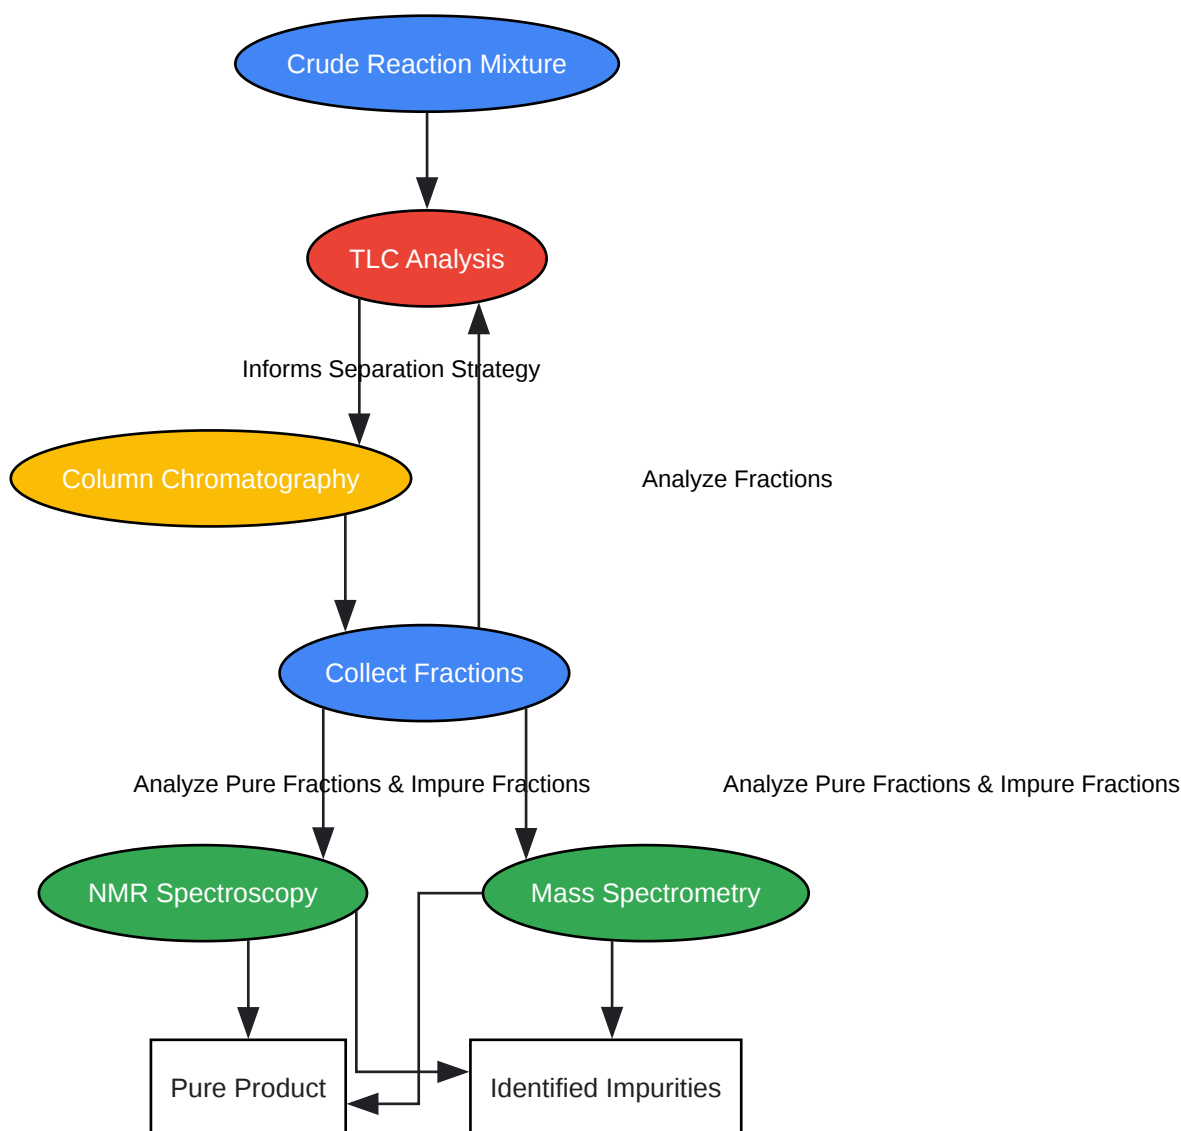 Crude Reaction Mixture
TLC Analysis
Informs Separation Strategy
Column Chromatography
Analyze Fractions
Collect Fractions
Analyze Pure Fractions & Impure Fractions
Analyze Pure Fractions & Impure Fractions
NMR Spectroscopy
Mass Spectrometry
Pure Product
Identified Impurities